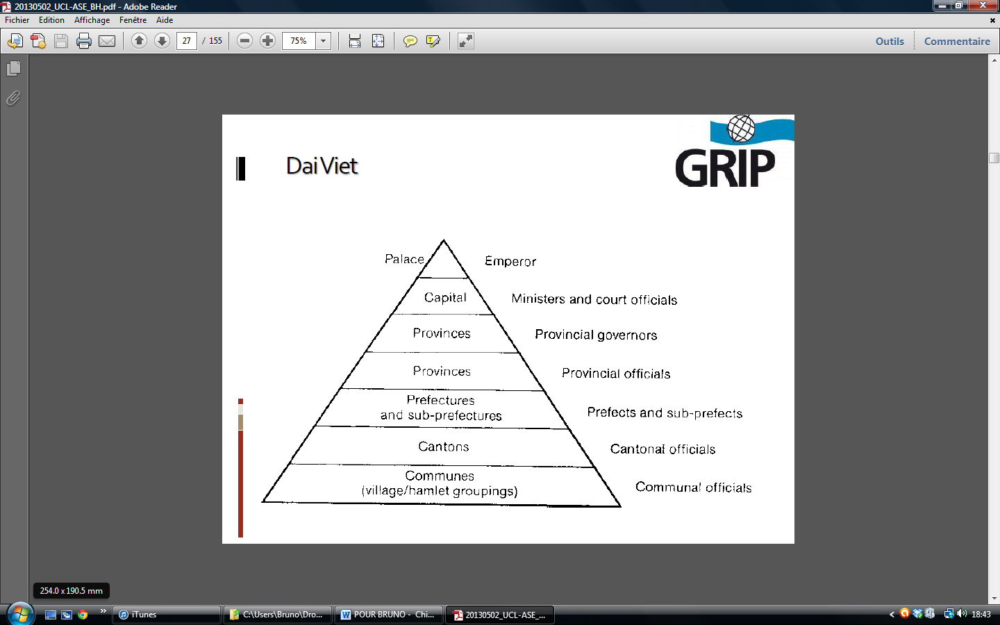 20130502_UCL-ASE_BH.pdf - Adobe Reader
Fichier Edition Affichage Fenêtre Aide
27 / 155 75% Outils Commentaire
GRIP
Dai Viet
Palace Emperor
Capital Ministers and court officials
Provinces Provincial governors
Provinces Provincial officials
Prefectures
and sub-prefectures Prefects and sub-prefects
Cantons Cantonal officials
Communes
(village/hamlet groupings) Communal officials
254.0 x 190.5 mm
iTunes C:\Users\Bruno\Dro... POUR BRUNO - Chi... 20130502_UCL-ASE_... 18:43